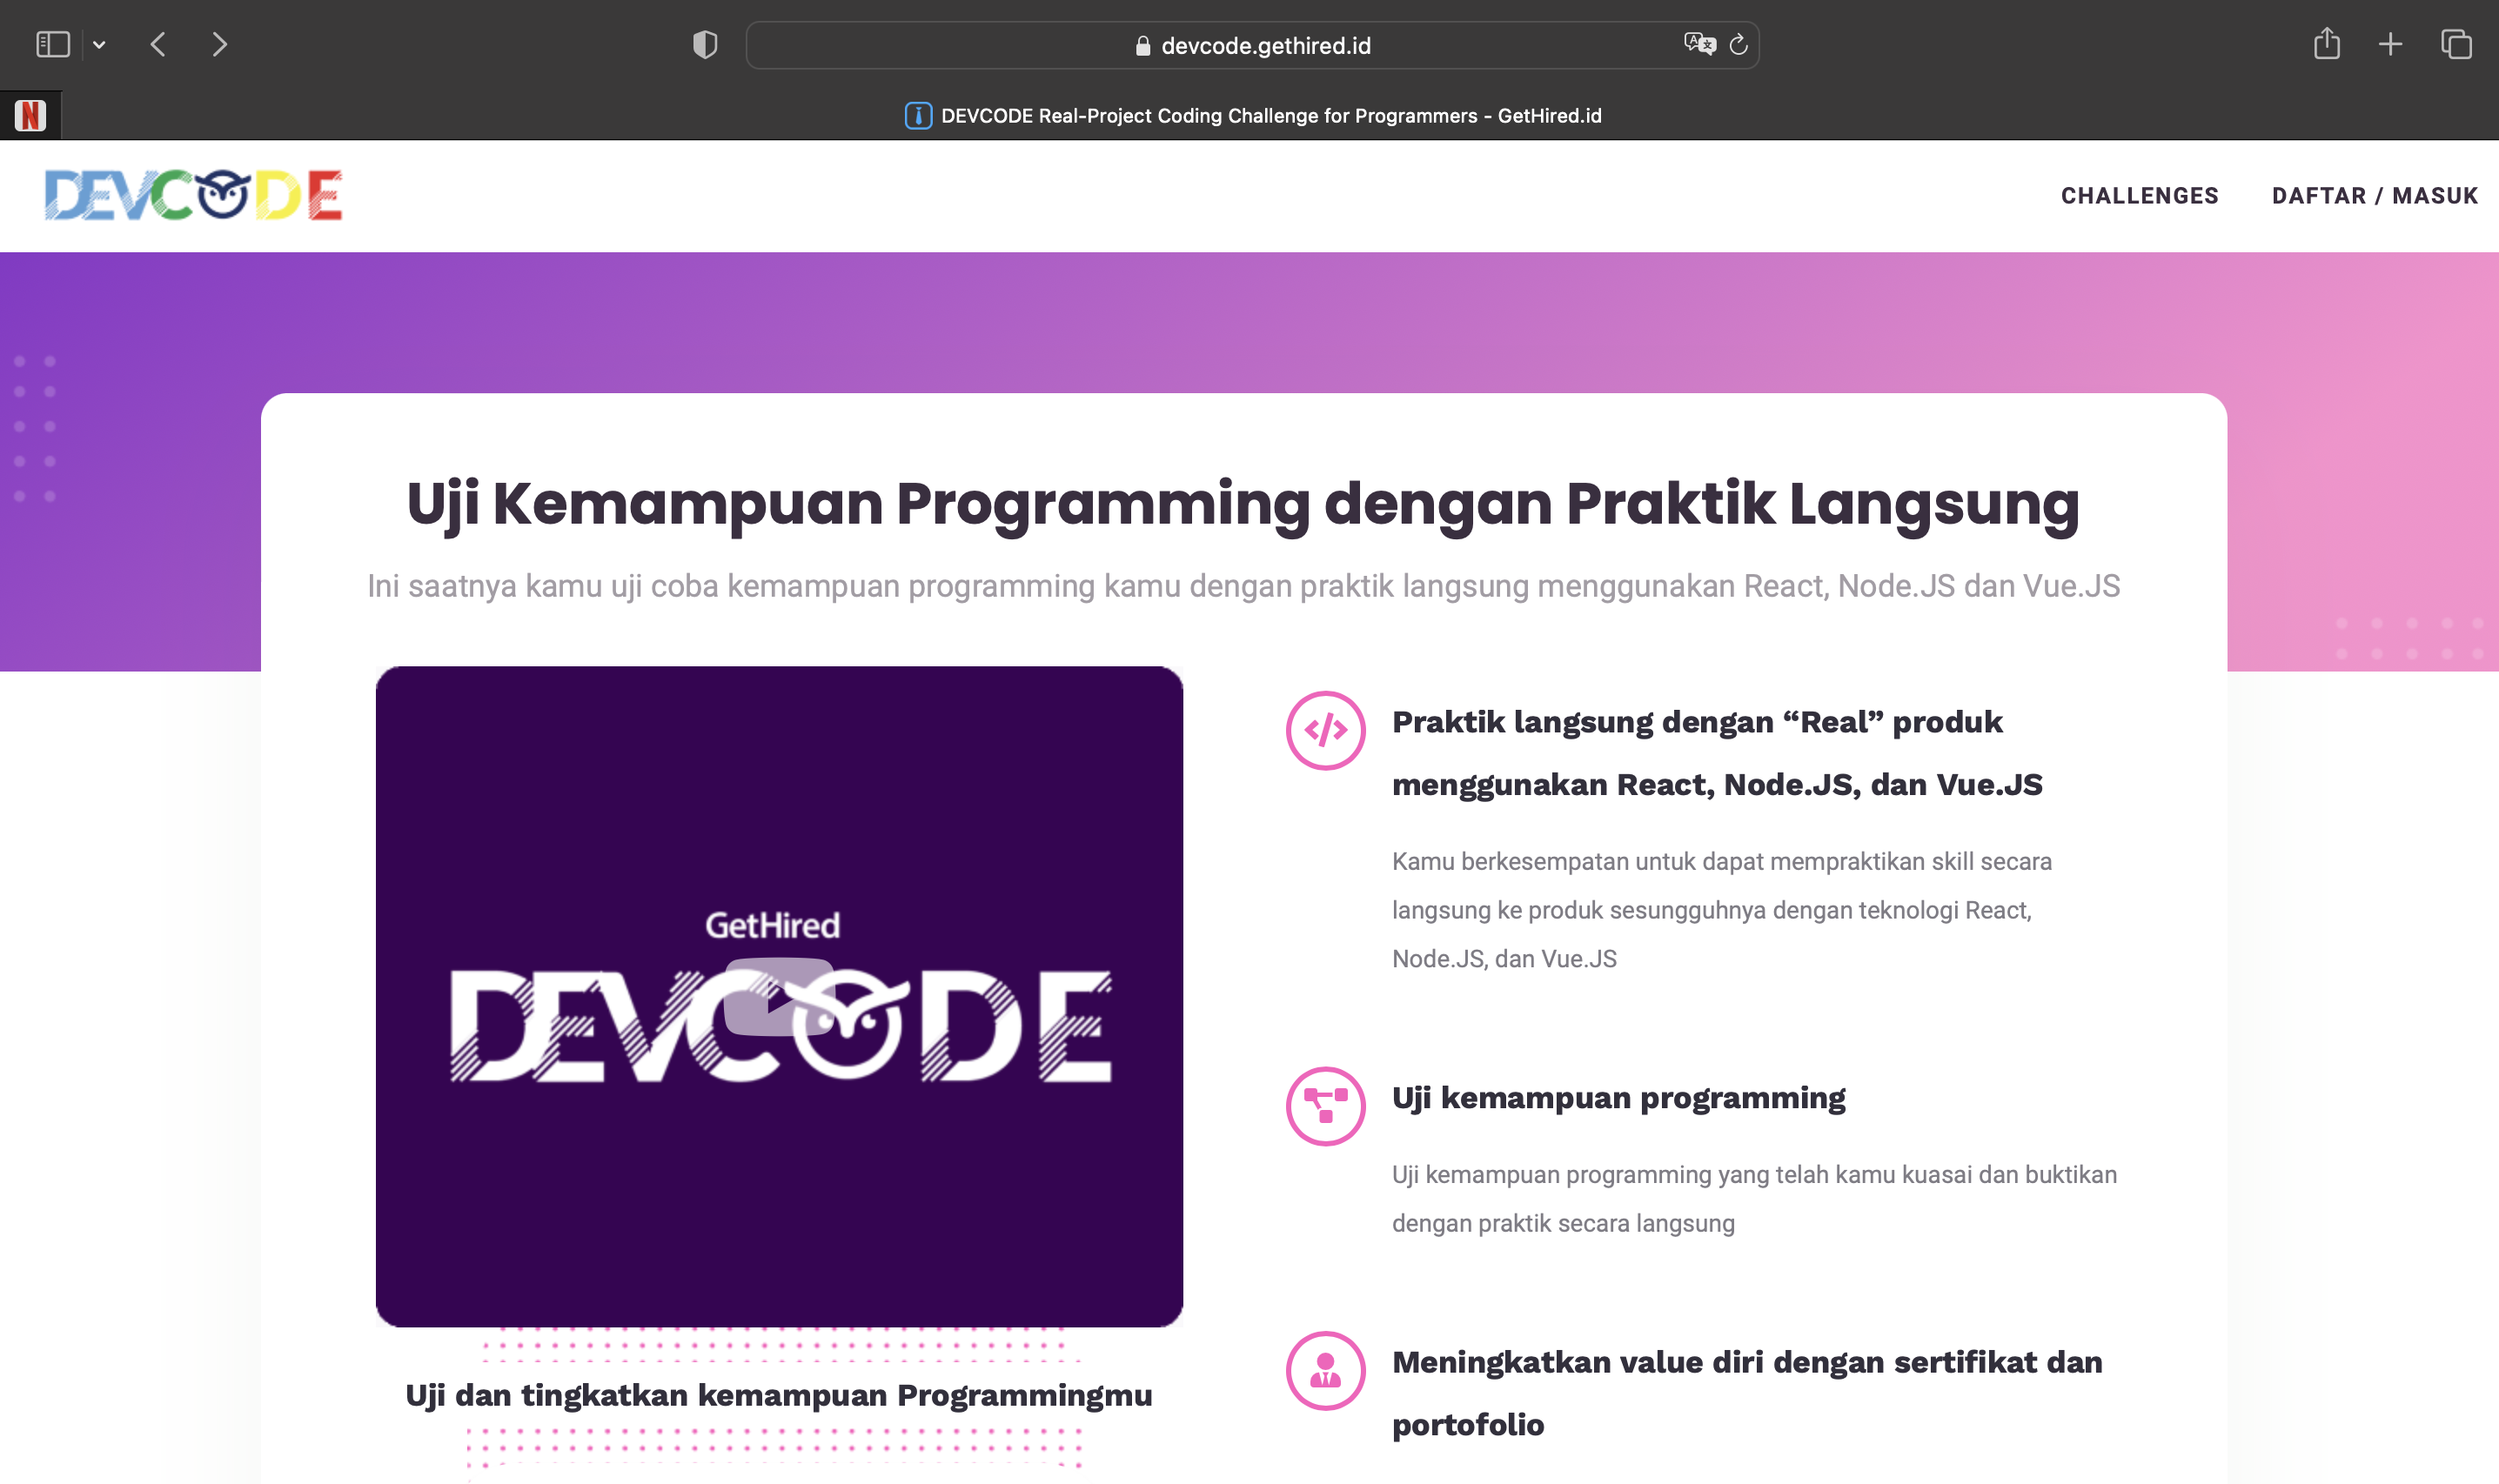 devcode.gethired.id
DEVCODE Real-Project Coding Challenge for Programmers - GetHired.id
DEVCODE
CHALLENGES
DAFTAR / MASUK
Uji Kemampuan Programming dengan Praktik Langsung
Ini saatnya kamu uji coba kemampuan programming kamu dengan praktik langsung menggunakan React, Node.JS dan Vue.JS
GetHired
DEVCODE
Uji dan tingkatkan kemampuan Programmingmu
Praktik langsung dengan “Real” produk
menggunakan React, Node.JS, dan Vue.JS
Kamu berkesempatan untuk dapat mempraktikan skill secara
langsung ke produk sesungguhnya dengan teknologi React,
Node.JS, dan Vue.JS
Uji kemampuan programming
Uji kemampuan programming yang telah kamu kuasai dan buktikan
dengan praktik secara langsung
Meningkatkan value diri dengan sertifikat dan
portofolio